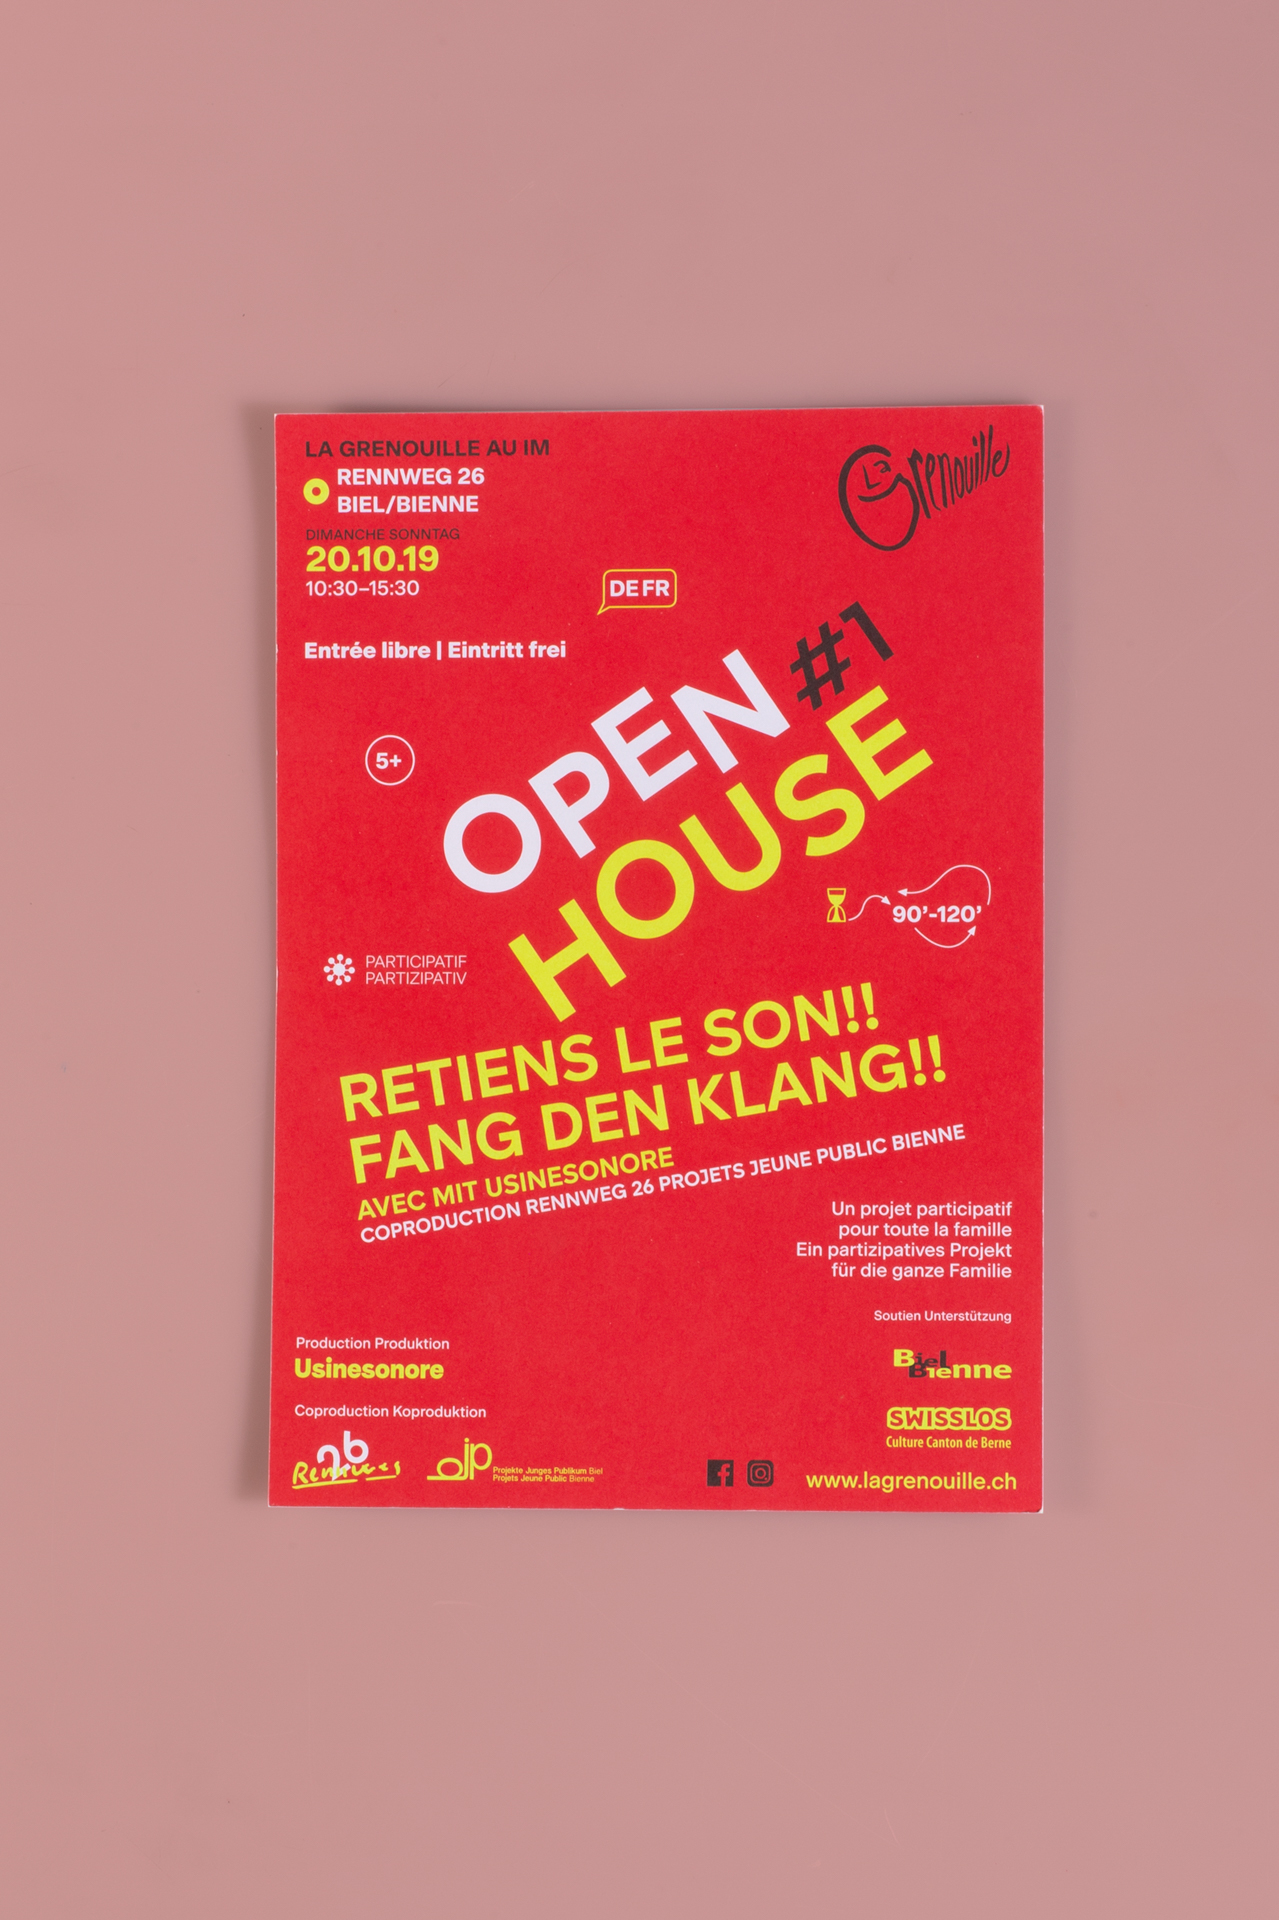 LA GRENOUILLE AU IM
RENNWEG 26
BIEL/BIENNE
DIMANCHE SONNTAG
20.10.19
10:30–15:30
La Grenouille
DE FR
Entrée libre | Eintritt frei
5+
OPEN #1
HOUSE
90’-120’
PARTICIPATIF
PARTIZIPATIV
RETIENS LE SON!!
FANG DEN KLANG!!
AVEC MIT USINESONORE
COPRODUCTION RENNWEG 26 PROJETS JEUNE PUBLIC BIENNE
Un projet participatif
pour toute la famille
Ein partizipatives Projekt
für die ganze Familie
Soutien Unterstützung
Biel
Bienne
SWISSLOS
Culture Canton de Berne
Production Produktion
Usinesonore
Coproduction Koproduktion
Rennweg 26
pjp
Projekte Junges Publikum Biel
Projets Jeune Public Bienne
www.lagrenouille.ch